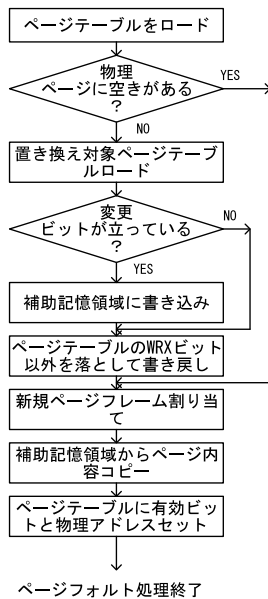 ページテーブルをロード
物理
ページに空きがある
?
YES
NO
置き換え対象ページテーブ
ルロード
変更
ビットが立っている
?
NO
YES
補助記憶領域に書き込み
ページテーブルのWRXビット
以外を落として書き戻し
新規ページフレーム割り当
て
補助記憶領域からページ内
容コピー
ページテーブルに有効ビッ
トと物理アドレスセット
ページフォルト処理終了